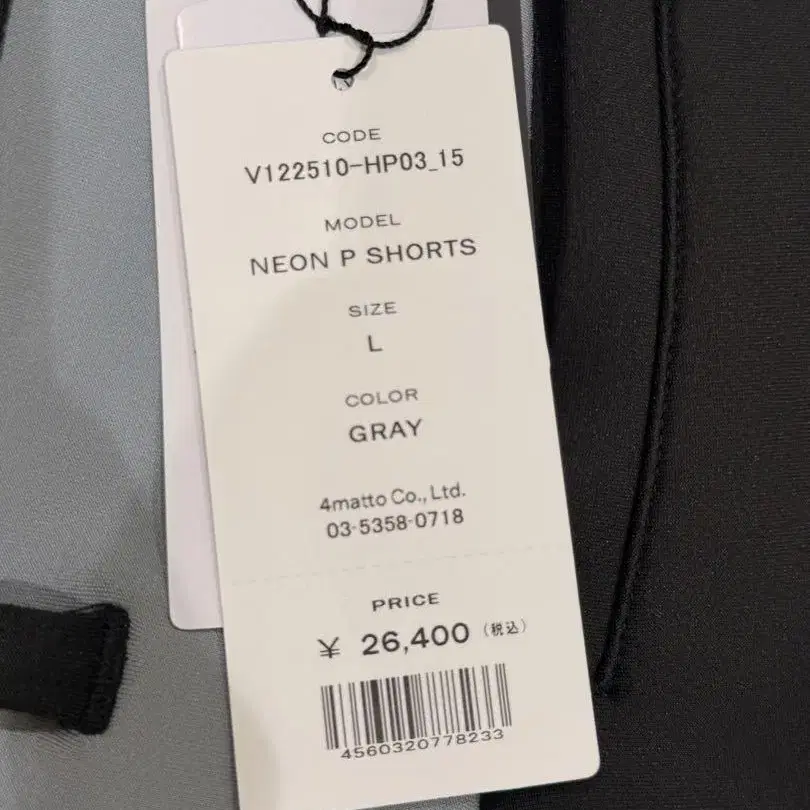 CODE
V122510-HP03_15
MODEL
NEON P SHORTS
SIZE
L
COLOR
GRAY
4matto Co., Ltd.
03-5358-0718
PRICE
¥ 26,400 (税込)
4560320778233